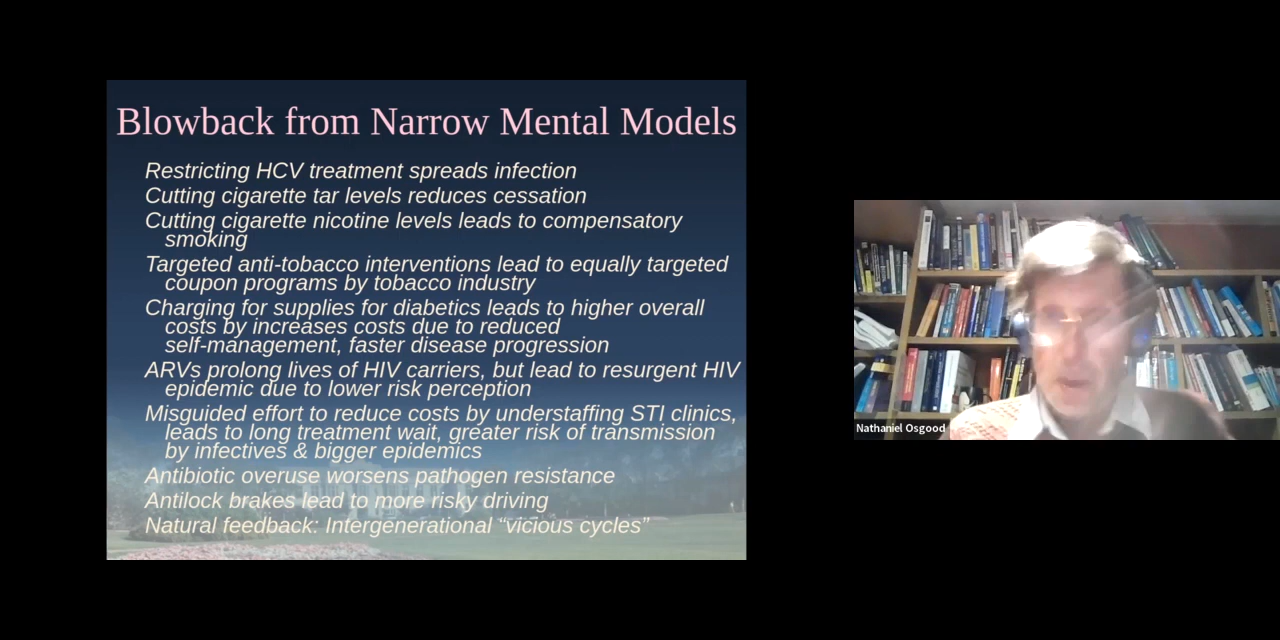 Blowback from Narrow Mental Models
Restricting HCV treatment spreads infection
Cutting cigarette tar levels reduces cessation
Cutting cigarette nicotine levels leads to compensatory
smoking
Targeted anti-tobacco interventions lead to equally targeted
coupon programs by tobacco industry
Charging for supplies for diabetics leads to higher overall
costs by increases costs due to reduced
self-management, faster disease progression
ARVs prolong lives of HIV carriers, but lead to resurgent HIV
epidemic due to lower risk perception
Misguided effort to reduce costs by understaffing STI clinics,
leads to long treatment wait, greater risk of transmission
by infectives & bigger epidemics
Antibiotic overuse worsens pathogen resistance
Antilock brakes lead to more risky driving
Natural feedback: Intergenerational “vicious cycles”
Nathaniel Osgood